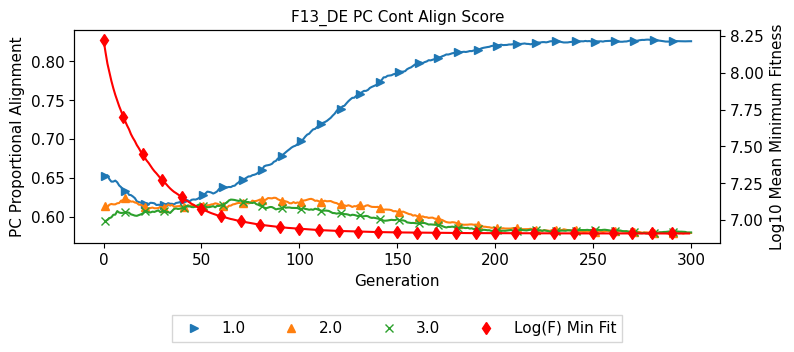 F13_DE PC Cont Align Score
PC Proportional Alignment
0.80
0.75
0.70
0.65
0.60
8.25
8.00
7.75
7.50
7.25
7.00
Log10 Mean Minimum Fitness
0 50 100 150 200 250 300
Generation
1.0 2.0 3.0 Log(F) Min Fit